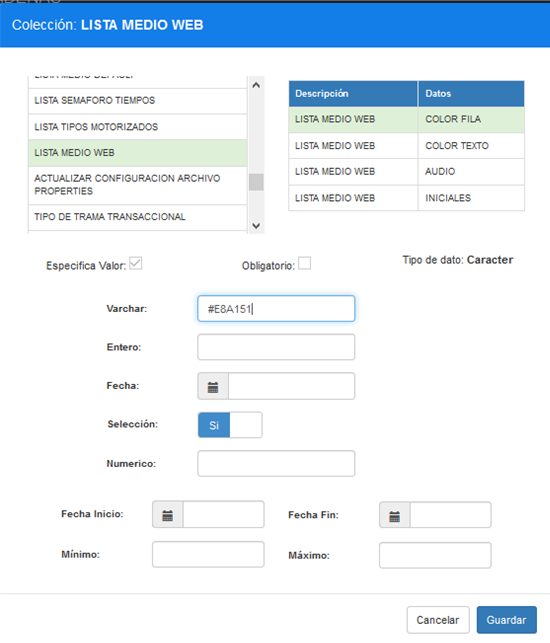 Colección: LISTA MEDIO WEB
LISTA SEMAFORO TIEMPOS
LISTA TIPOS MOTORIZADOS
LISTA MEDIO WEB
ACTUALIZAR CONFIGURACION ARCHIVO
PROPERTIES
TIPO DE TRAMA TRANSACCIONAL
Descripción Datos
LISTA MEDIO WEB COLOR FILA
LISTA MEDIO WEB COLOR TEXTO
LISTA MEDIO WEB AUDIO
LISTA MEDIO WEB INICIALES
Especifica Valor:
Obligatorio:
Tipo de dato: Caracter
Varchar: #E8A151
Entero:
Fecha:
Selección: Si
Numerico:
Fecha Inicio: Fecha Fin:
Mínimo: Máximo:
Cancelar Guardar